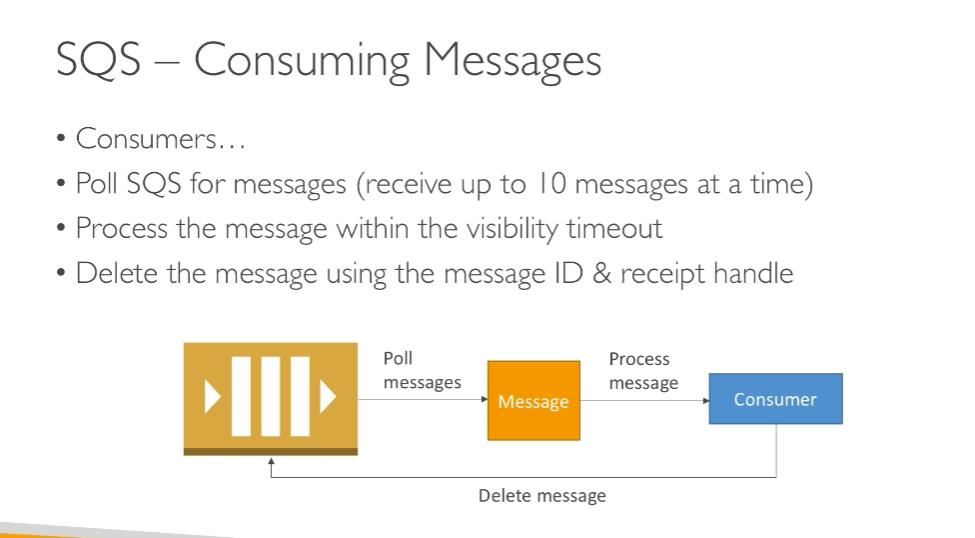 SQS – Consuming Messages
• Consumers…
• Poll SQS for messages (receive up to 10 messages at a time)
• Process the message within the visibility timeout
• Delete the message using the message ID & receipt handle
Poll
messages
Message
Process
message
Consumer
Delete message